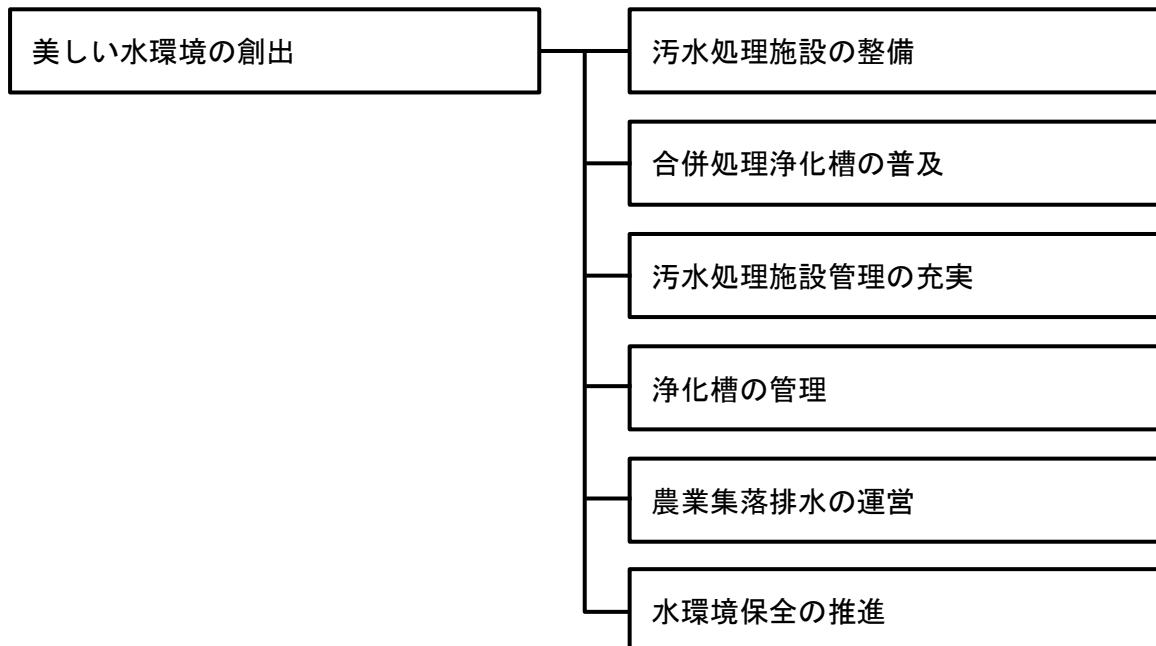 美しい水環境の創出
汚水処理施設の整備
合併処理浄化槽の普及
汚水処理施設管理の充実
浄化槽の管理
農業集落排水の運営
水環境保全の推進